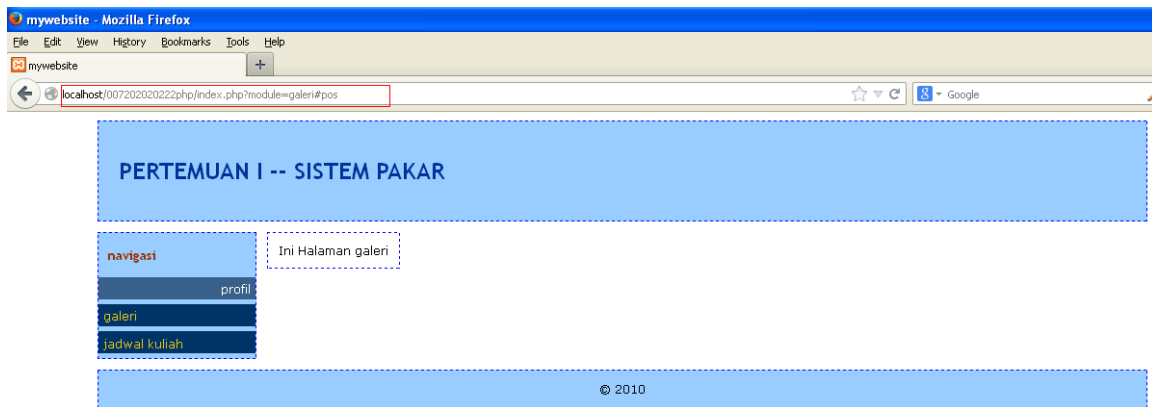 mywebsite - Mozilla Firefox
File Edit View History Bookmarks Tools Help
mywebsite +
localhost/007202020222php/index.php?module=galeri#pos
Google
PERTEMUAN I -- SISTEM PAKAR
navigasi
Ini Halaman galeri
profil
galeri
jadwal kuliah
© 2010